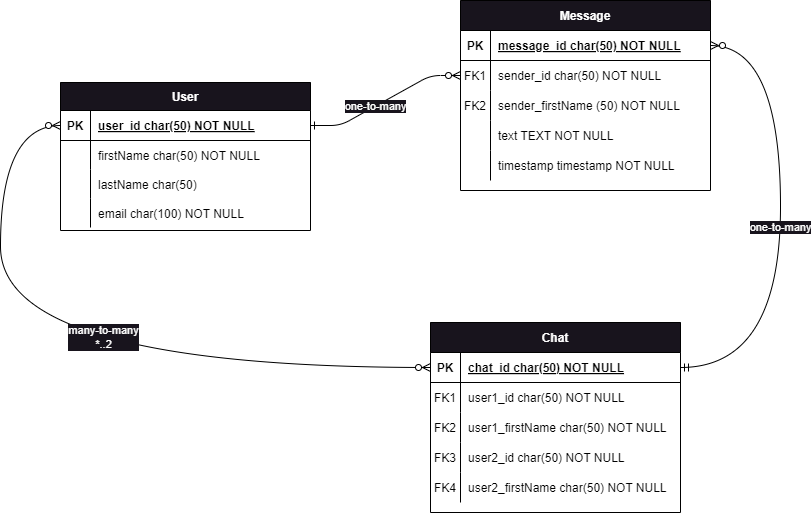 Message
PK message_id char(50) NOT NULL
FK1 sender_id char(50) NOT NULL
FK2 sender_firstName (50) NOT NULL
text TEXT NOT NULL
timestamp timestamp NOT NULL
User
PK user_id char(50) NOT NULL
firstName char(50) NOT NULL
lastName char(50)
email char(100) NOT NULL
one-to-many
one-to-many
many-to-many
*..2
Chat
PK chat_id char(50) NOT NULL
FK1 user1_id char(50) NOT NULL
FK2 user1_firstName char(50) NOT NULL
FK3 user2_id char(50) NOT NULL
FK4 user2_firstName char(50) NOT NULL